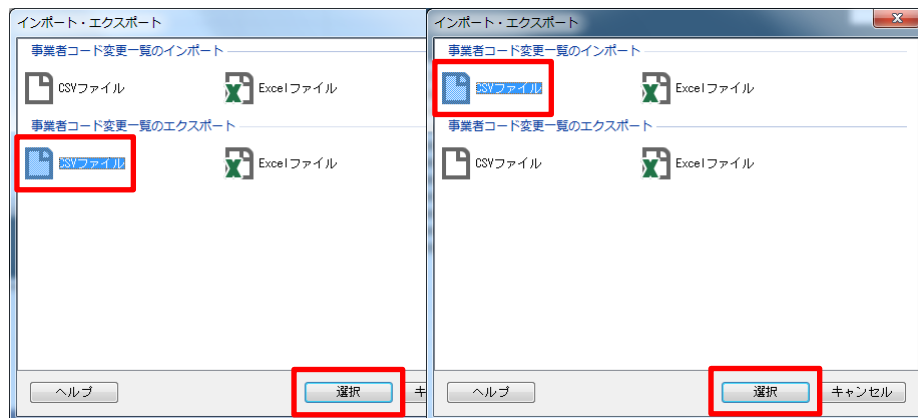 インポート・エクスポート
事業者コード変更一覧のインポート
CSVファイル
Excelファイル
事業者コード変更一覧のエクスポート
CSVファイル
Excelファイル
ヘルプ
選択
キ
インポート・エクスポート
事業者コード変更一覧のインポート
CSVファイル
Excelファイル
事業者コード変更一覧のエクスポート
CSVファイル
Excelファイル
ヘルプ
選択
キャンセル